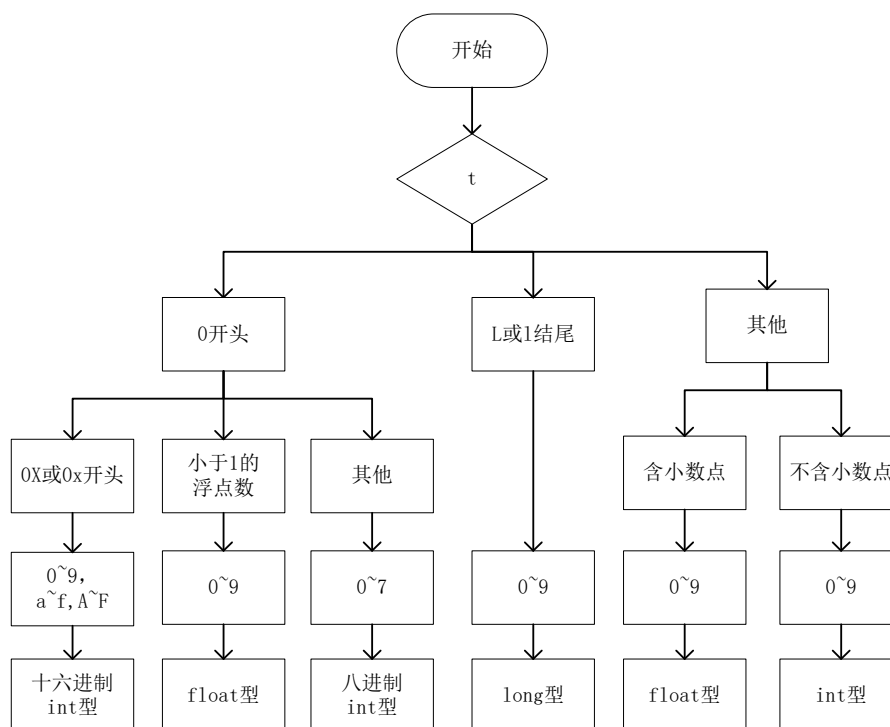 开始
t
0开头
L或l结尾
其他
0X或0x开头
小于1的
浮点数
其他
含小数点
不含小数点
0~9,
a~f,A~F
0~9
0~7
0~9
0~9
0~9
十六进制
int型
float型
八进制
int型
long型
float型
int型